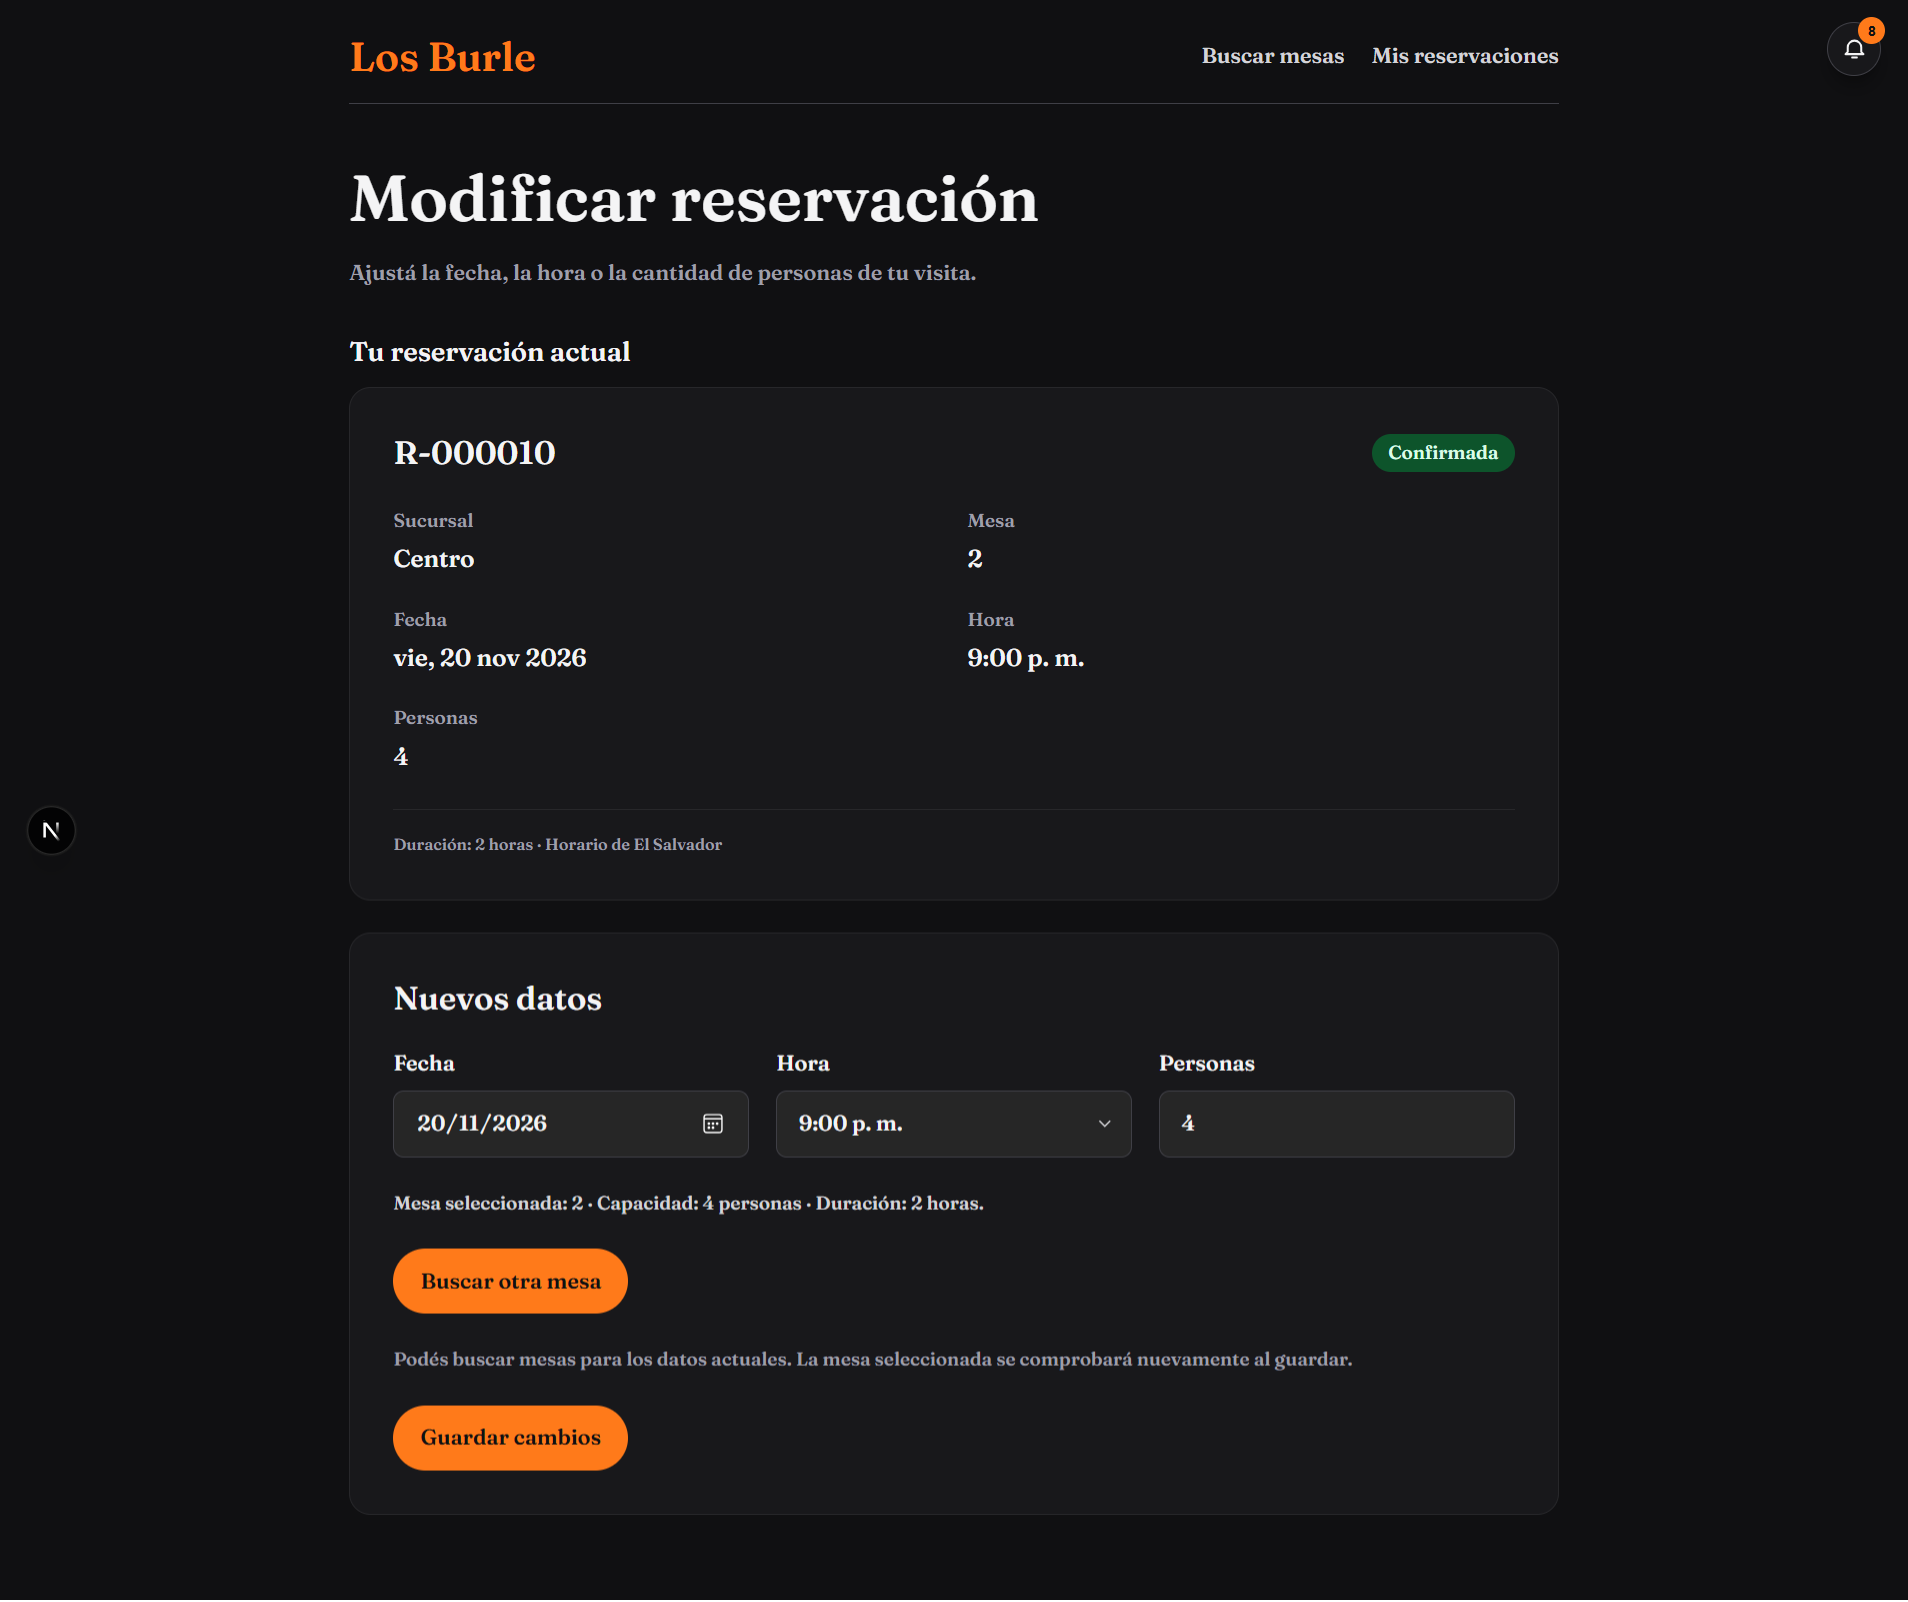 Los Burle
Buscar mesas
Mis reservaciones
8
Modificar reservación
Ajustá la fecha, la hora o la cantidad de personas de tu visita.
Tu reservación actual
R-000010
Confirmada
Sucursal
Centro
Mesa
2
Fecha
vie, 20 nov 2026
Hora
9:00 p. m.
Personas
4
Duración: 2 horas · Horario de El Salvador
N
Nuevos datos
Fecha
20/11/2026
Hora
9:00 p. m.
Personas
4
Mesa seleccionada: 2 · Capacidad: 4 personas · Duración: 2 horas.
Buscar otra mesa
Podés buscar mesas para los datos actuales. La mesa seleccionada se comprobará nuevamente al guardar.
Guardar cambios